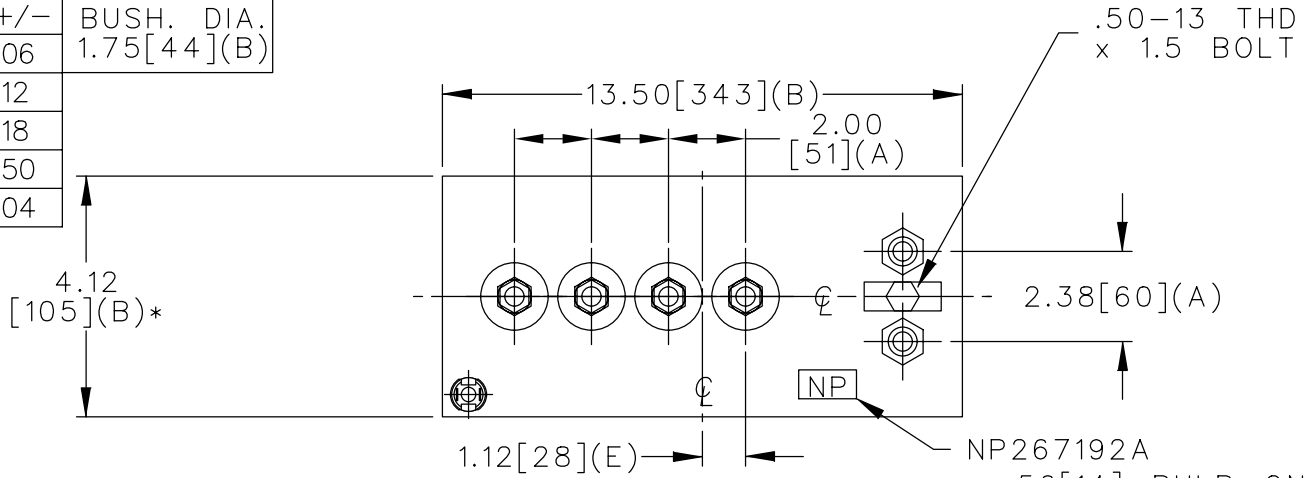 +/-
06
12
18
50
04
BUSH. DIA.
1.75[44](B)
.50-13 THD
x 1.5 BOLT
13.50[343](B)
2.00
[51](A)
4.12
[105](B)*
℄
2.38[60](A)
℄
NP
1.12[28](E)
NP267192A